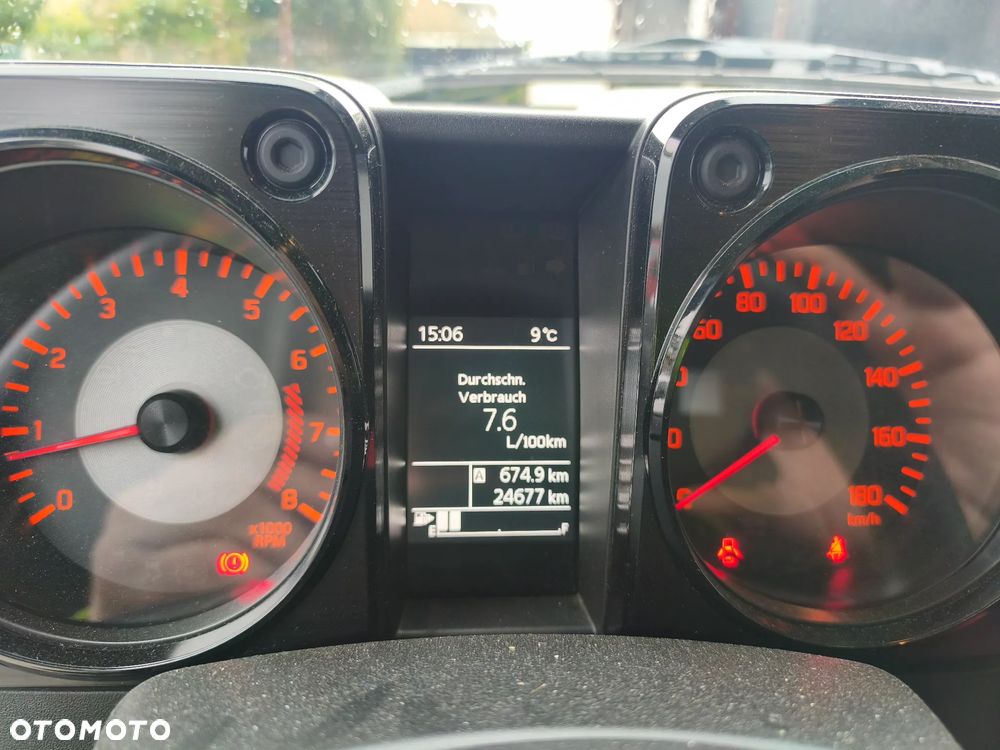 15:06 9°C
Durchschn.
Verbrauch
7.6
L/100km
A 674.9 km
24677 km
E F
0 1 2 3 4 5 6 7 8
x1000
RPM
80 100 120 140 160 180
km/h
OTOMOTO